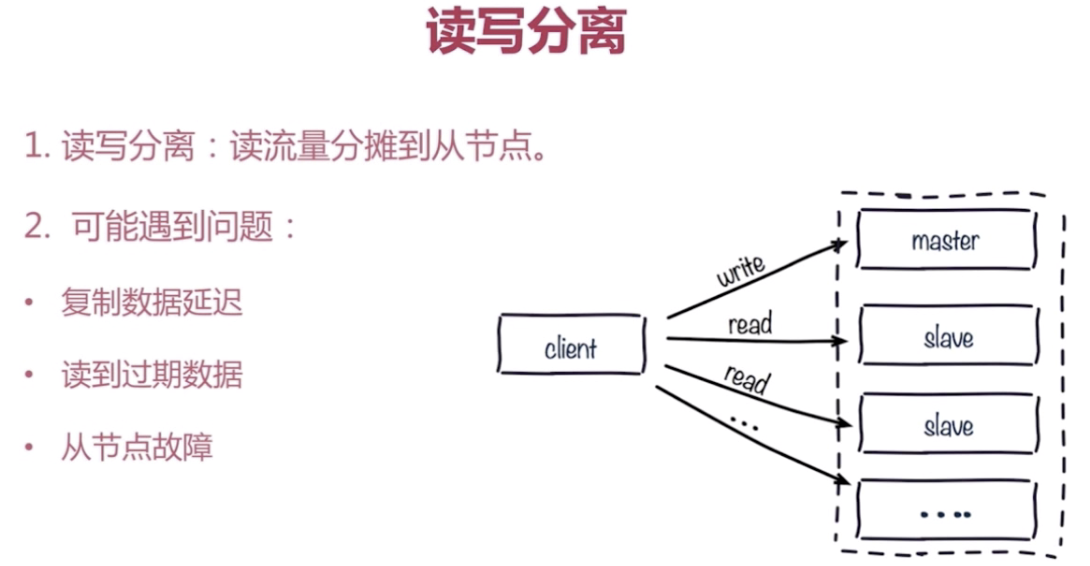 读写分离
1. 读写分离：读流量分摊到从节点。
2. 可能遇到问题：
• 复制数据延迟
• 读到过期数据
• 从节点故障
client
write
read
read
...
master
slave
slave
....